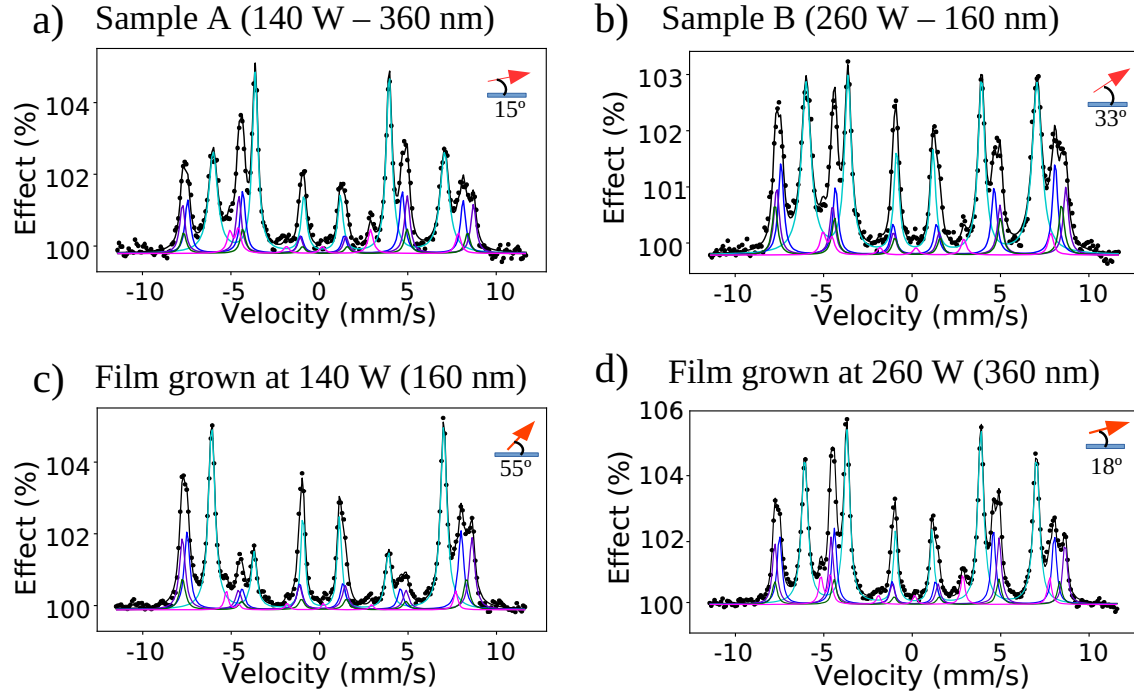 a) Sample A (140 W – 360 nm)
Effect (%)
104
102
100
15º
-10 -5 0 5 10
Velocity (mm/s)
b) Sample B (260 W – 160 nm)
Effect (%)
103
102
101
100
33º
-10 -5 0 5 10
Velocity (mm/s)
c) Film grown at 140 W (160 nm)
Effect (%)
104
102
100
55º
-10 -5 0 5 10
Velocity (mm/s)
d) Film grown at 260 W (360 nm)
Effect (%)
106
104
102
100
18º
-10 -5 0 5 10
Velocity (mm/s)